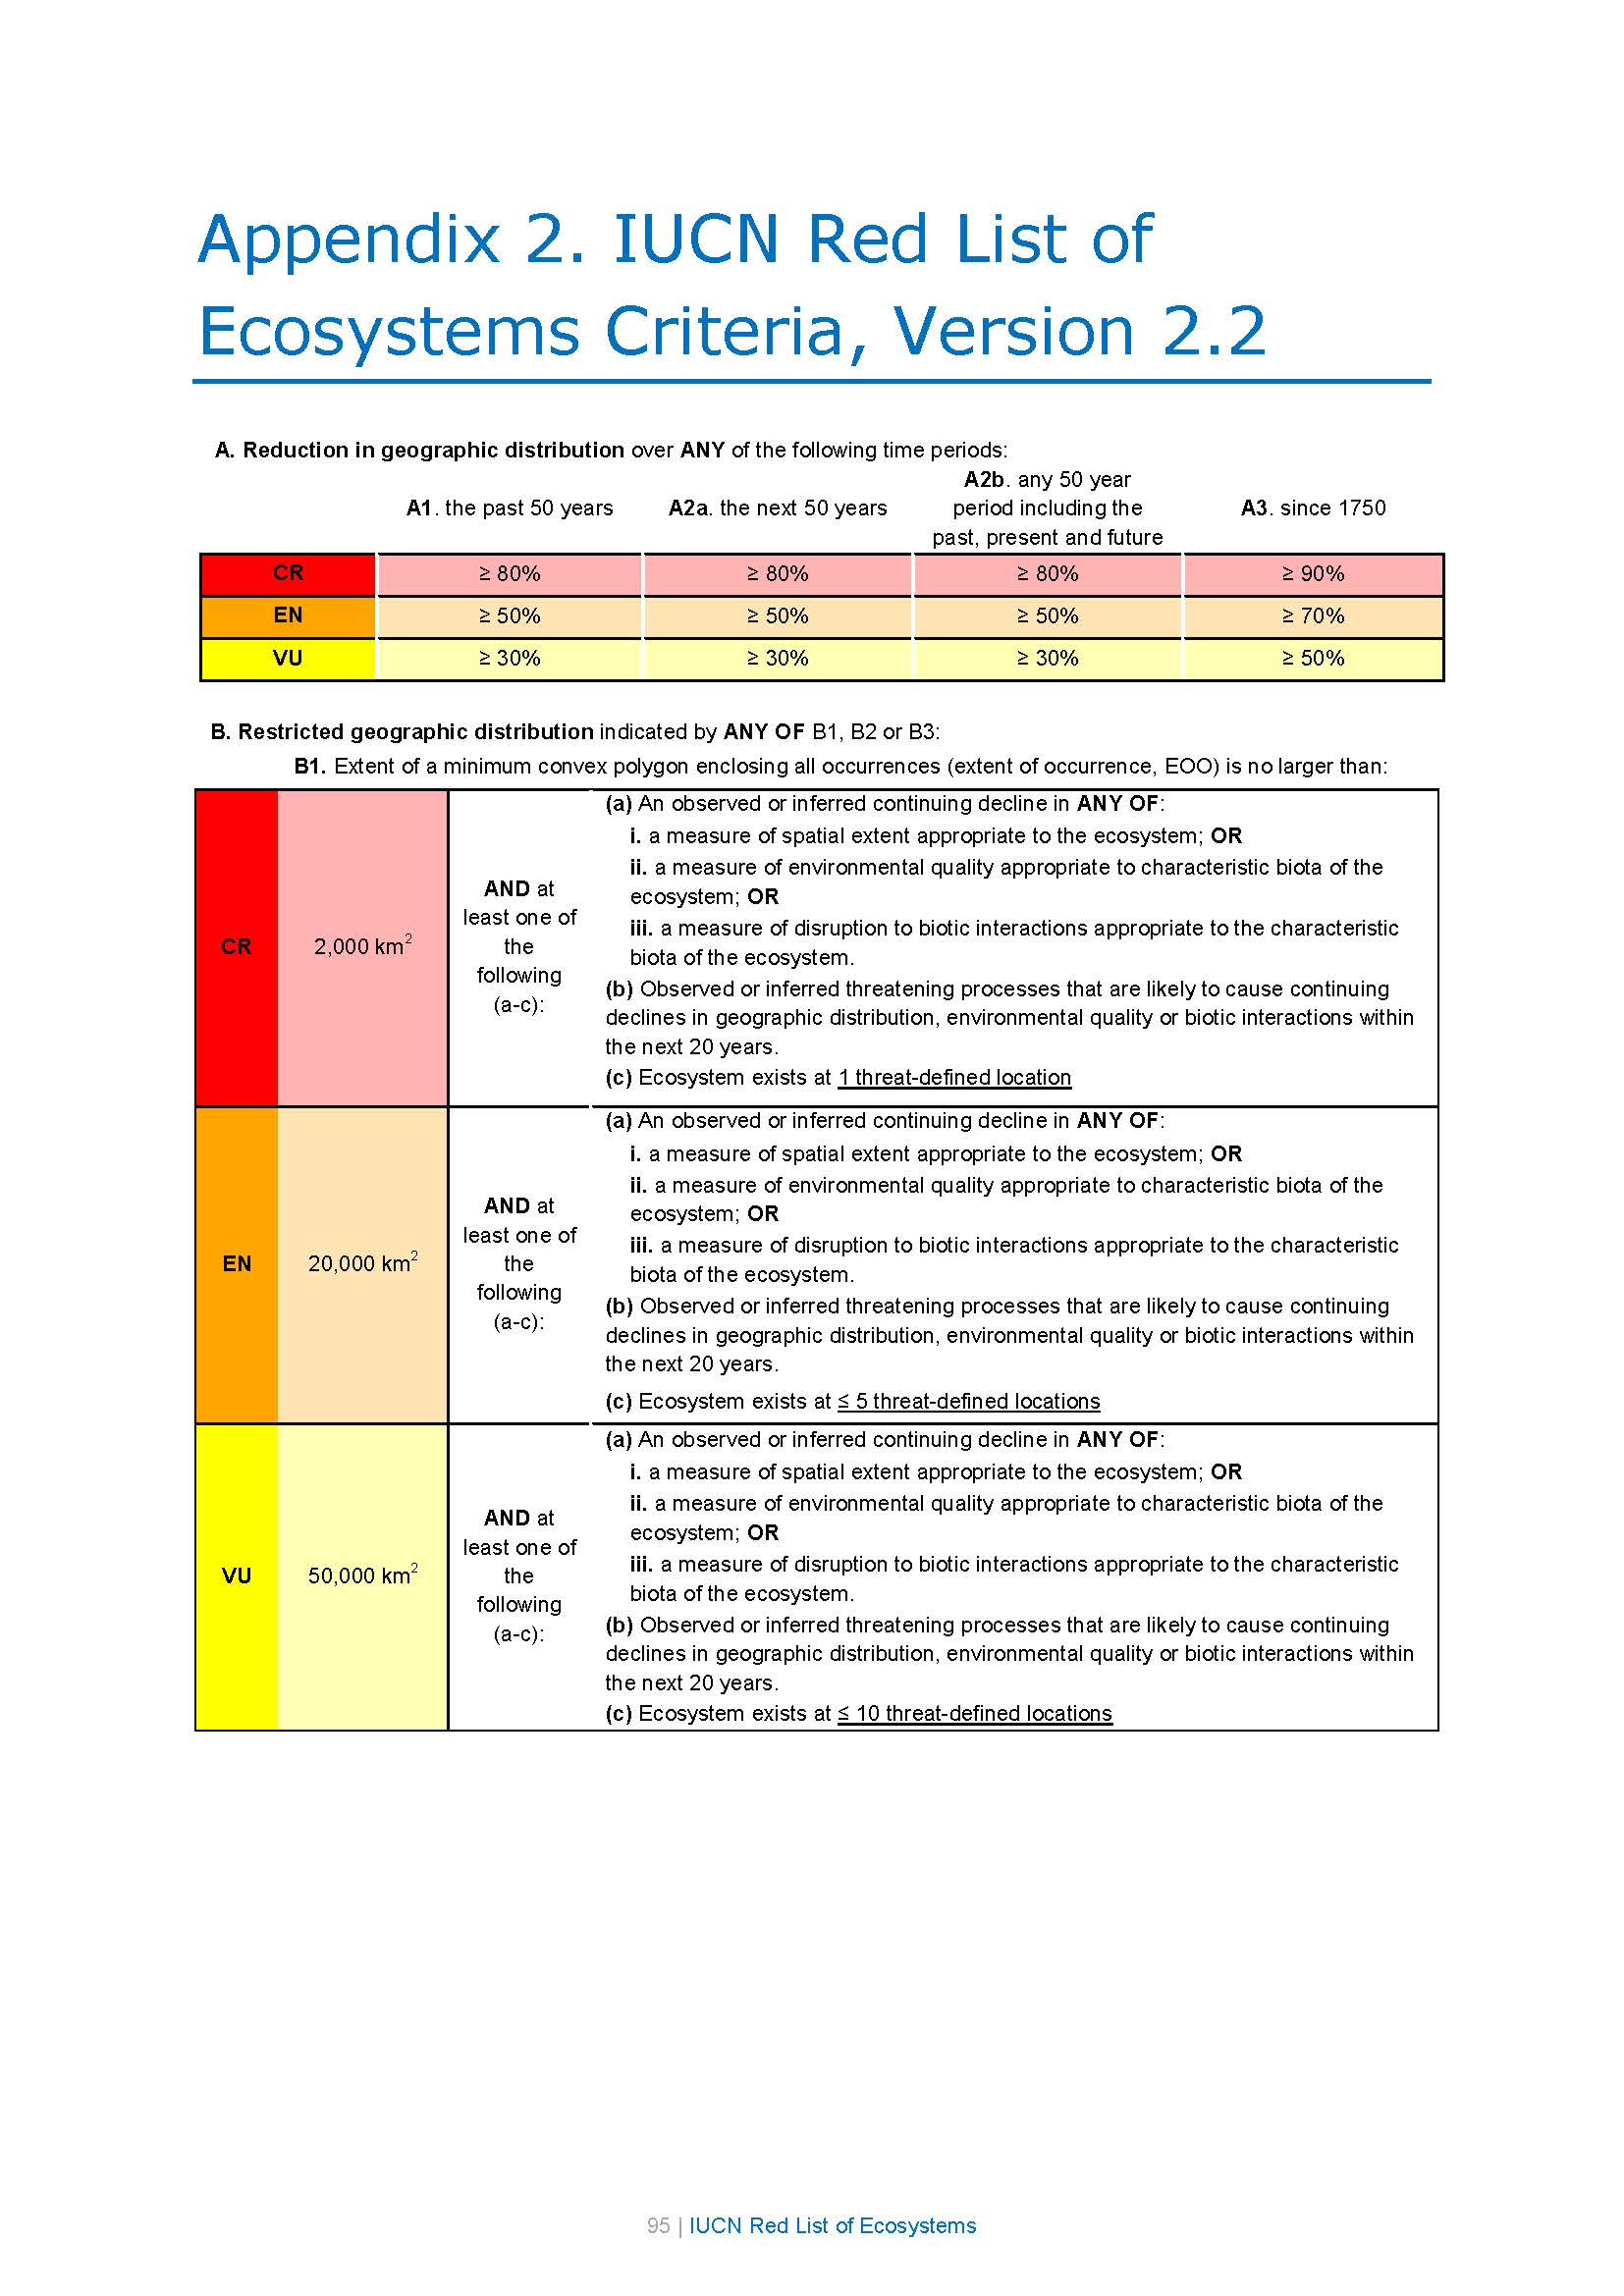 Appendix 2. IUCN Red List of
Ecosystems Criteria, Version 2.2
A. Reduction in geographic distribution over ANY of the following time periods:
A1. the past 50 years
A2a. the next 50 years
A2b. any 50 year
period including the
past, present and future
A3. since 1750
CR ≥ 80% ≥ 80% ≥ 80% ≥ 90%
EN ≥ 50% ≥ 50% ≥ 50% ≥ 70%
VU ≥ 30% ≥ 30% ≥ 30% ≥ 50%
B. Restricted geographic distribution indicated by ANY OF B1, B2 or B3:
B1. Extent of a minimum convex polygon enclosing all occurrences (extent of occurrence, EOO) is no larger than:
CR
2,000 km²
AND at
least one of
the
following
(a-c):
(a) An observed or inferred continuing decline in ANY OF:
i. a measure of spatial extent appropriate to the ecosystem; OR
ii. a measure of environmental quality appropriate to characteristic biota of the
ecosystem; OR
iii. a measure of disruption to biotic interactions appropriate to the characteristic
biota of the ecosystem.
(b) Observed or inferred threatening processes that are likely to cause continuing
declines in geographic distribution, environmental quality or biotic interactions within
the next 20 years.
(c) Ecosystem exists at 1 threat-defined location
EN
20,000 km²
AND at
least one of
the
following
(a-c):
(a) An observed or inferred continuing decline in ANY OF:
i. a measure of spatial extent appropriate to the ecosystem; OR
ii. a measure of environmental quality appropriate to characteristic biota of the
ecosystem; OR
iii. a measure of disruption to biotic interactions appropriate to the characteristic
biota of the ecosystem.
(b) Observed or inferred threatening processes that are likely to cause continuing
declines in geographic distribution, environmental quality or biotic interactions within
the next 20 years.
(c) Ecosystem exists at ≤ 5 threat-defined locations
VU
50,000 km²
AND at
least one of
the
following
(a-c):
(a) An observed or inferred continuing decline in ANY OF:
i. a measure of spatial extent appropriate to the ecosystem; OR
ii. a measure of environmental quality appropriate to characteristic biota of the
ecosystem; OR
iii. a measure of disruption to biotic interactions appropriate to the characteristic
biota of the ecosystem.
(b) Observed or inferred threatening processes that are likely to cause continuing
declines in geographic distribution, environmental quality or biotic interactions within
the next 20 years.
(c) Ecosystem exists at ≤ 10 threat-defined locations
95 | IUCN Red List of Ecosystems